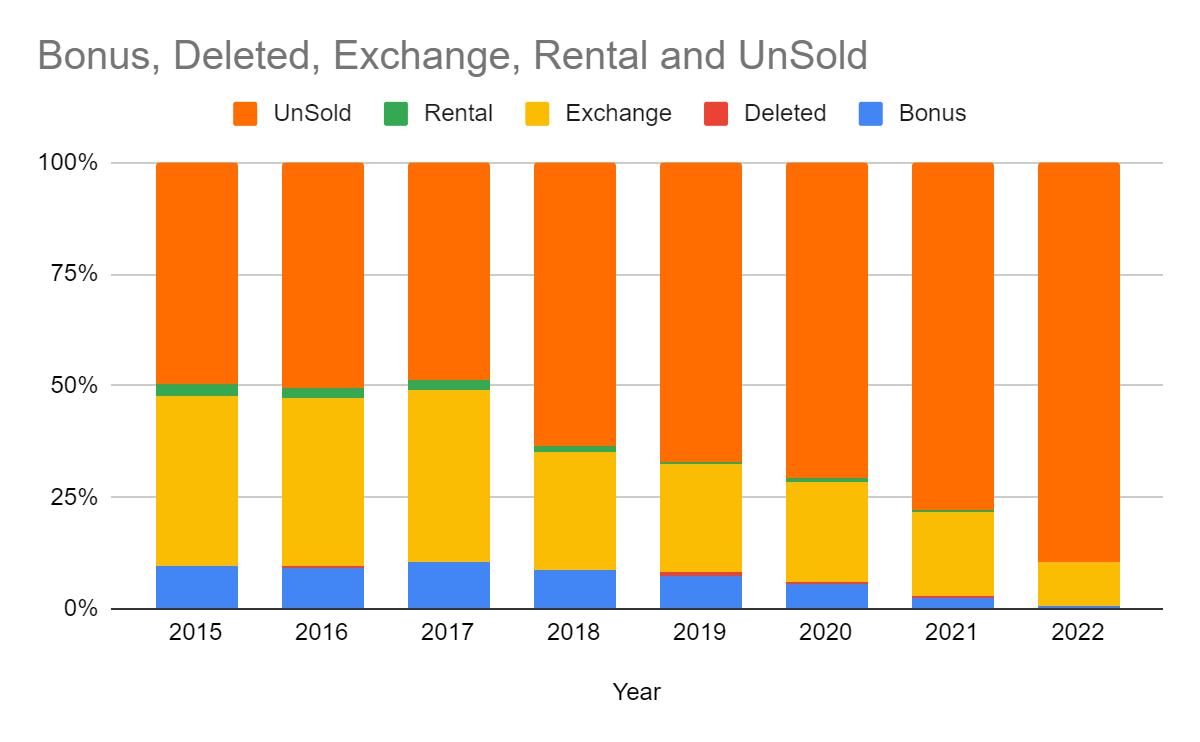 Bonus, Deleted, Exchange, Rental and UnSold
UnSold Rental Exchange Deleted Bonus
100%
75%
50%
25%
0%
2015 2016 2017 2018 2019 2020 2021 2022
Year